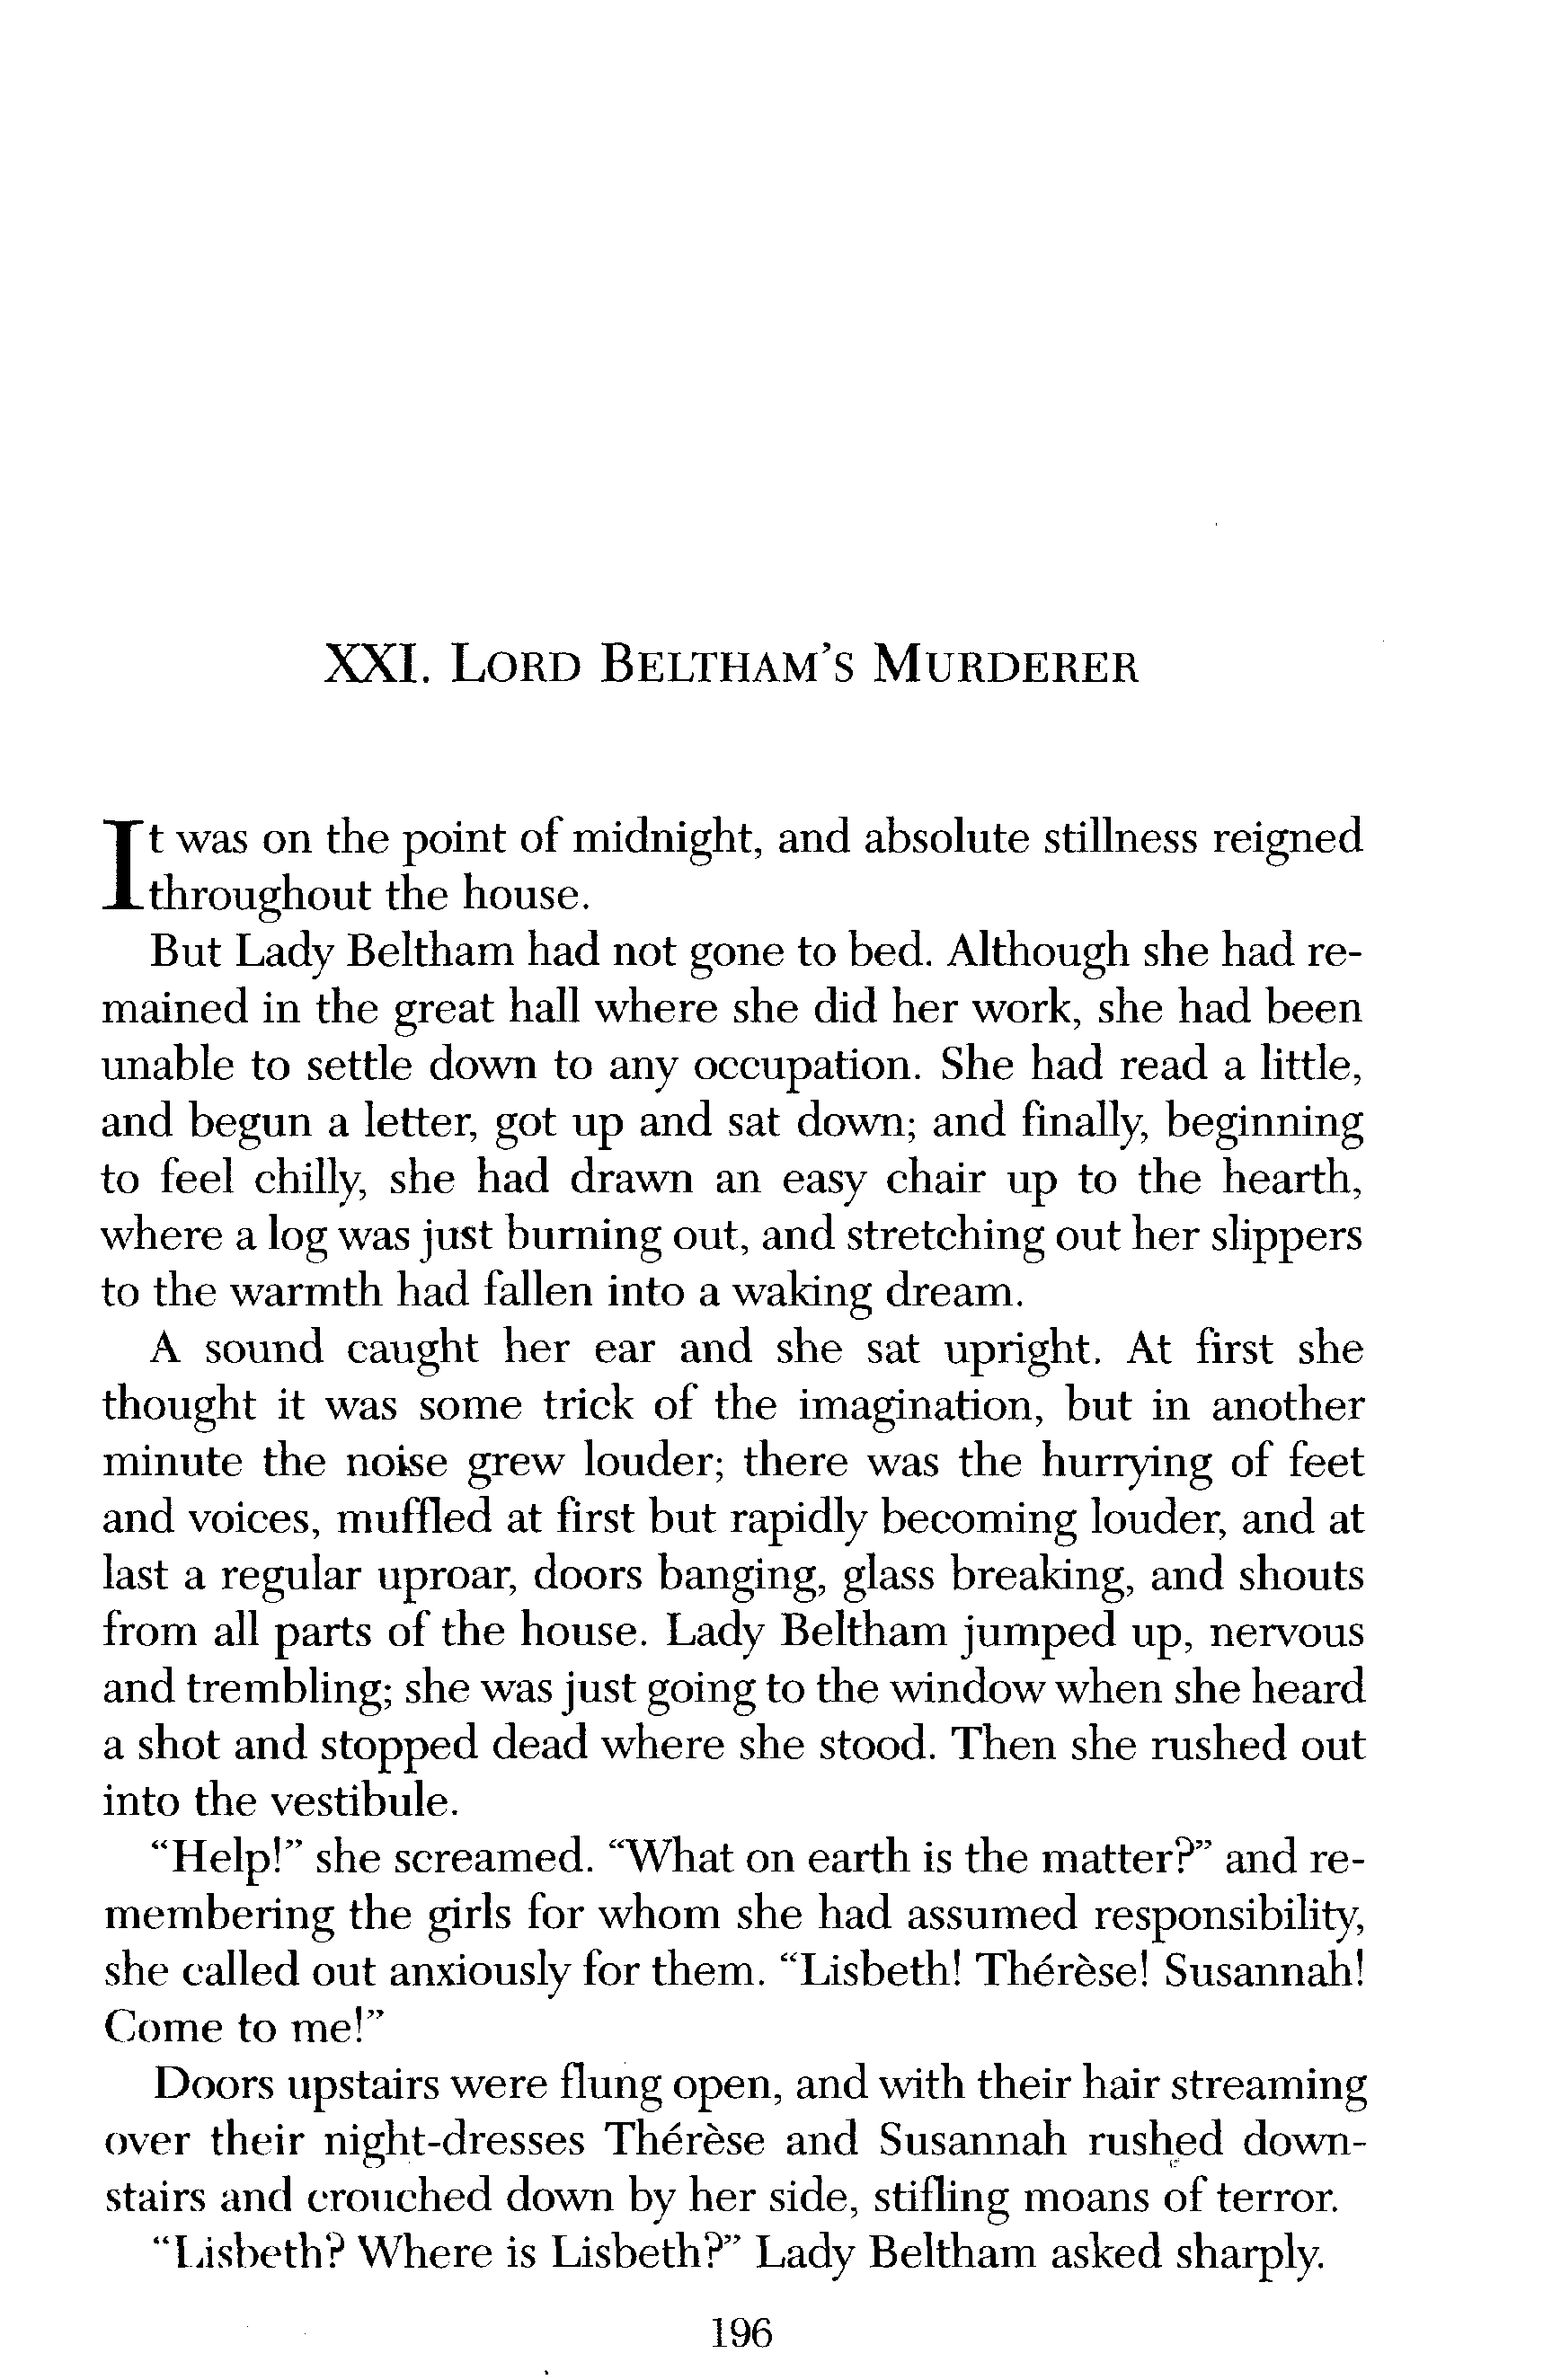 XXI. LORD BELTHAM'S MURDERER
It was on the point of midnight, and absolute stillness reigned
throughout the house.
But Lady Beltham had not gone to bed. Although she had re-
mained in the great hall where she did her work, she had been
unable to settle down to any occupation. She had read a little,
and begun a letter, got up and sat down; and finally, beginning
to feel chilly, she had drawn an easy chair up to the hearth,
where a log was just burning out, and stretching out her slippers
to the warmth had fallen into a waking dream.
A sound caught her ear and she sat upright. At first she
thought it was some trick of the imagination, but in another
minute the noise grew louder; there was the hurrying of feet
and voices, muffled at first but rapidly becoming louder, and at
last a regular uproar, doors banging, glass breaking, and shouts
from all parts of the house. Lady Beltham jumped up, nervous
and trembling; she was just going to the window when she heard
a shot and stopped dead where she stood. Then she rushed out
into the vestibule.
“Help!” she screamed. “What on earth is the matter?” and re-
membering the girls for whom she had assumed responsibility,
she called out anxiously for them. “Lisbeth! Thérèse! Susannah!
Come to me!”
Doors upstairs were flung open, and with their hair streaming
over their night-dresses Thérèse and Susannah rushed down-
stairs and crouched down by her side, stifling moans of terror.
“Lisbeth? Where is Lisbeth?” Lady Beltham asked sharply.
196